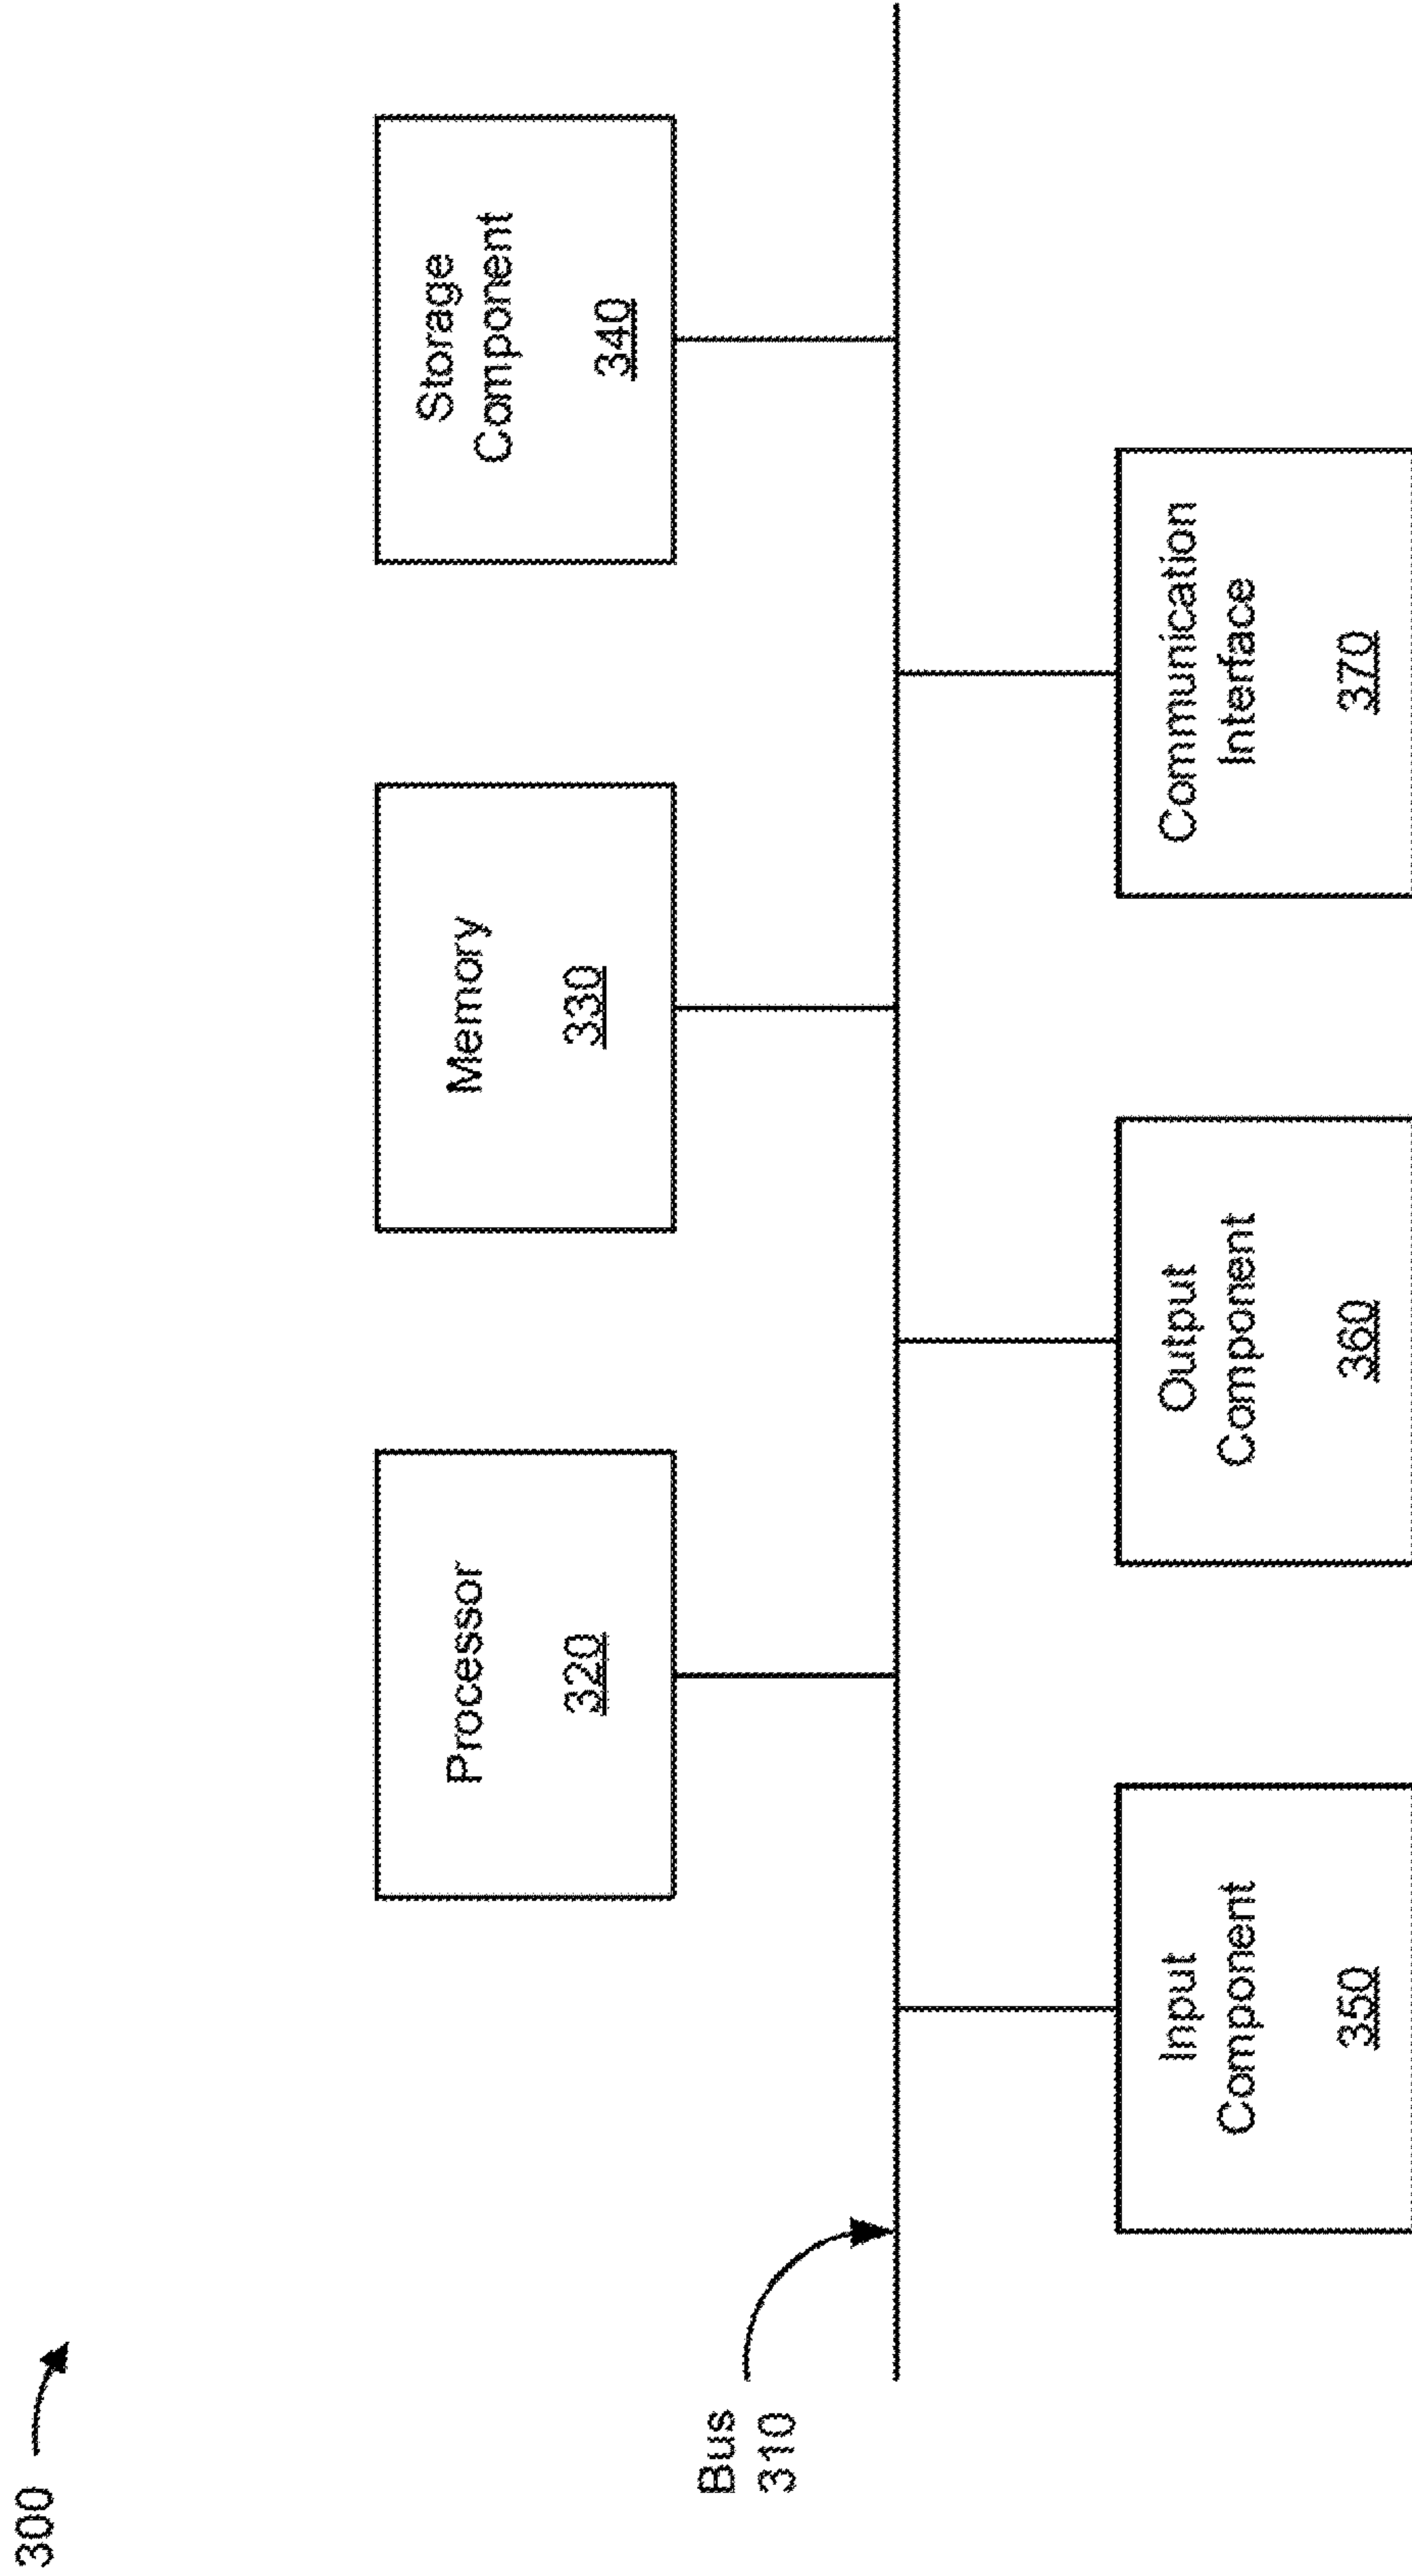 300
Processor
320
Memory
330
Storage
Component
340
Bus
310
Input
Component
350
Output
Component
360
Communication
Interface
370